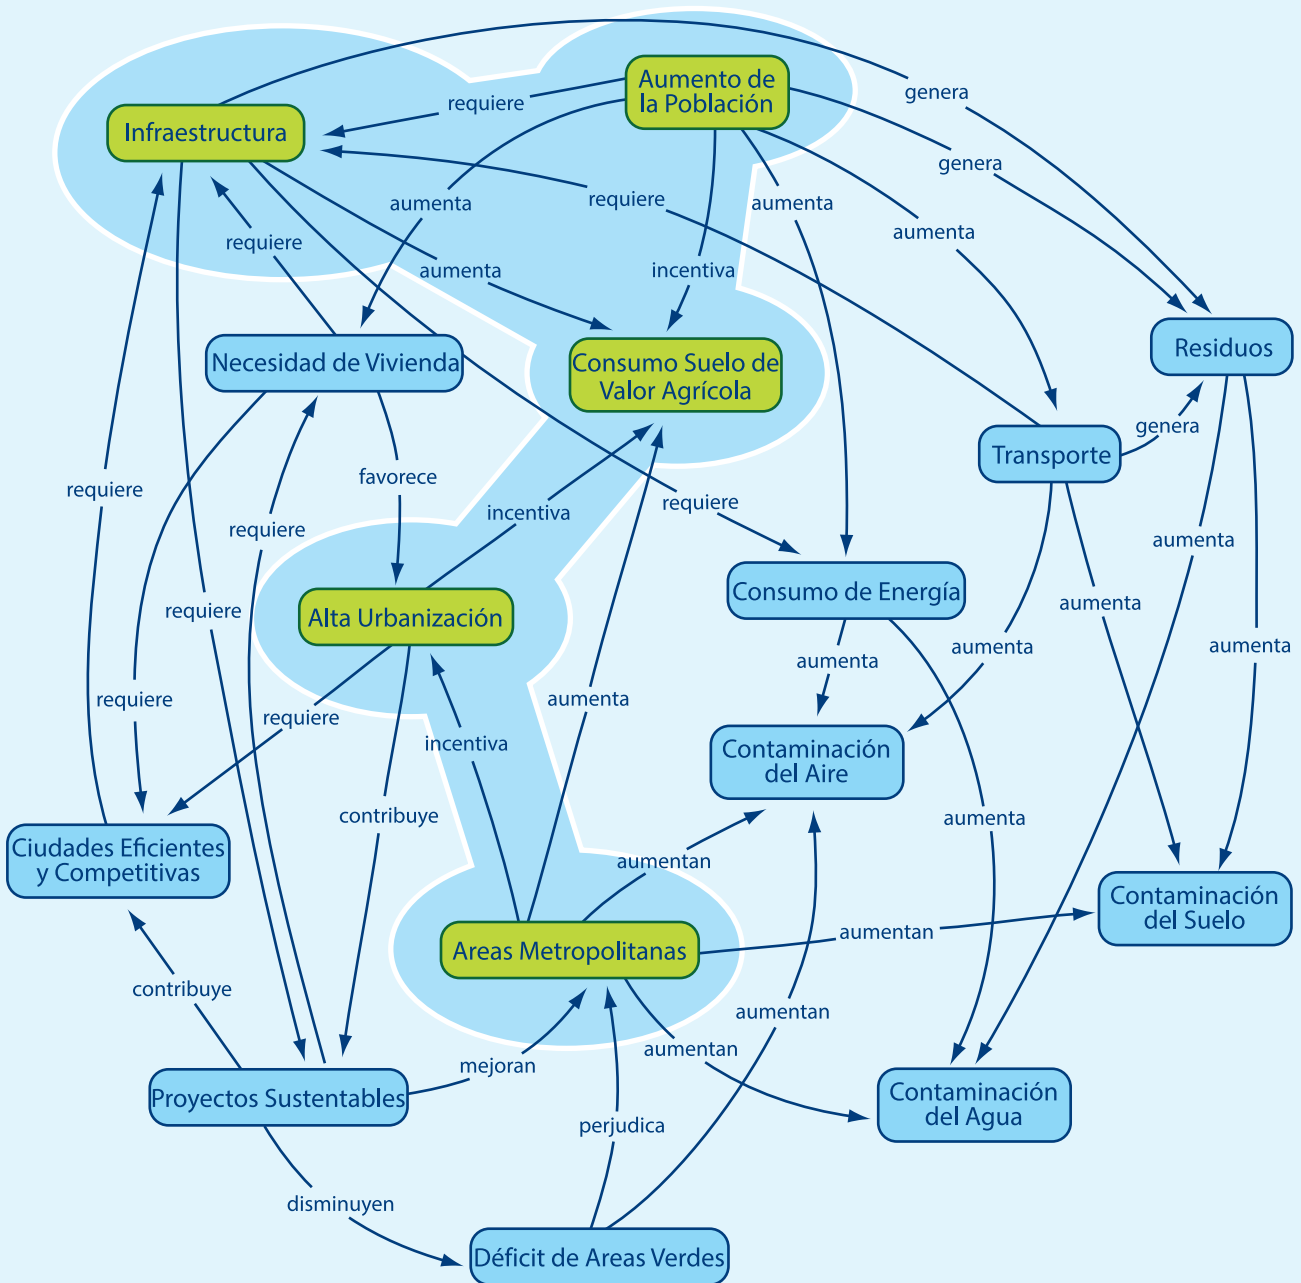 Aumento de
la Población
genera
requiere
Infraestructura
genera
aumenta
requiere
aumenta
aumenta
requiere
aumenta
incentiva
Necesidad de Vivienda
Consumo Suelo de
Valor Agrícola
Residuos
genera
Transporte
favorece
requiere
incentiva
requiere
requiere
aumenta
Consumo de Energía
aumenta
requiere
Alta Urbanización
aumenta
aumenta
aumenta
requiere
aumenta
requiere
incentiva
Contaminación
del Aire
contribuye
aumenta
Ciudades Eficientes
y Competitivas
aumentan
Contaminación
del Suelo
aumentan
Areas Metropolitanas
contribuye
aumentan
aumentan
mejoran
Proyectos Sustentables
Contaminación
del Agua
perjudica
disminuyen
Déficit de Areas Verdes